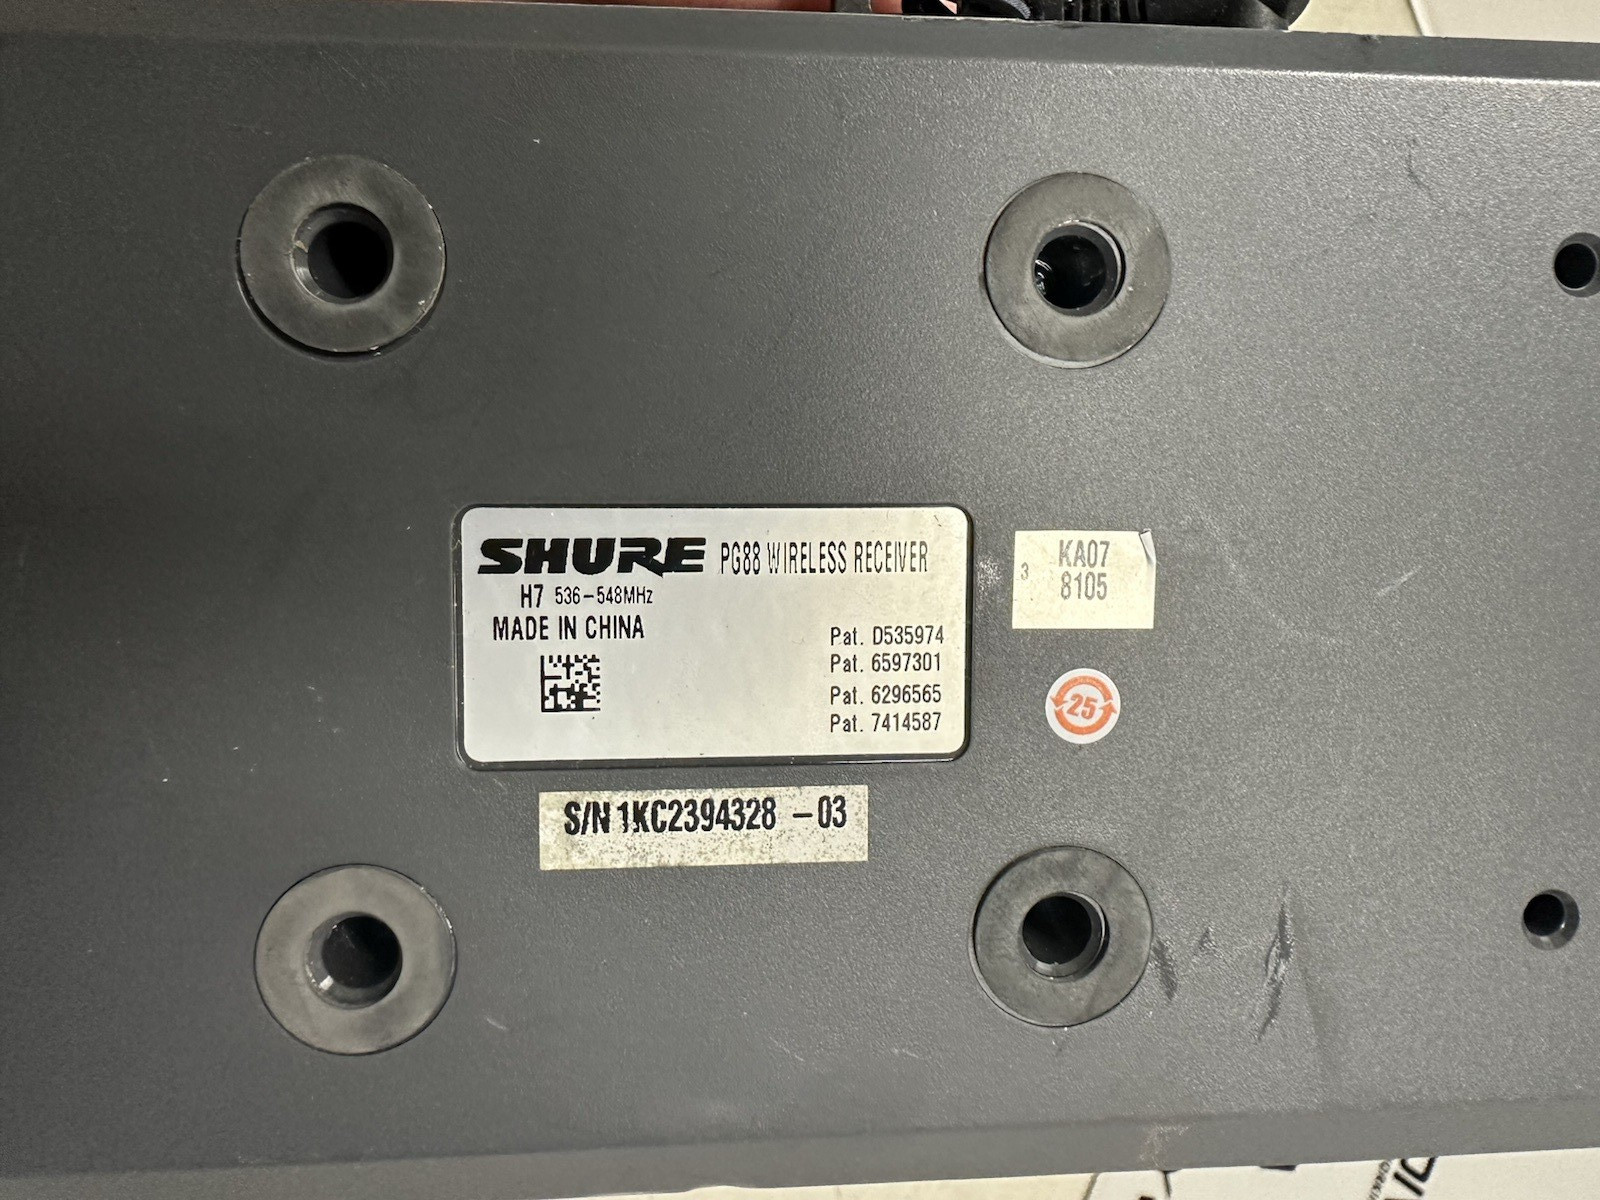 SHURE PG88 WIRELESS RECEIVER
H7 536-548MHz
MADE IN CHINA
Pat. D535974
Pat. 6597301
Pat. 6296565
Pat. 7414587
3 KA07
8105
25
S/N 1KC2394328 -03